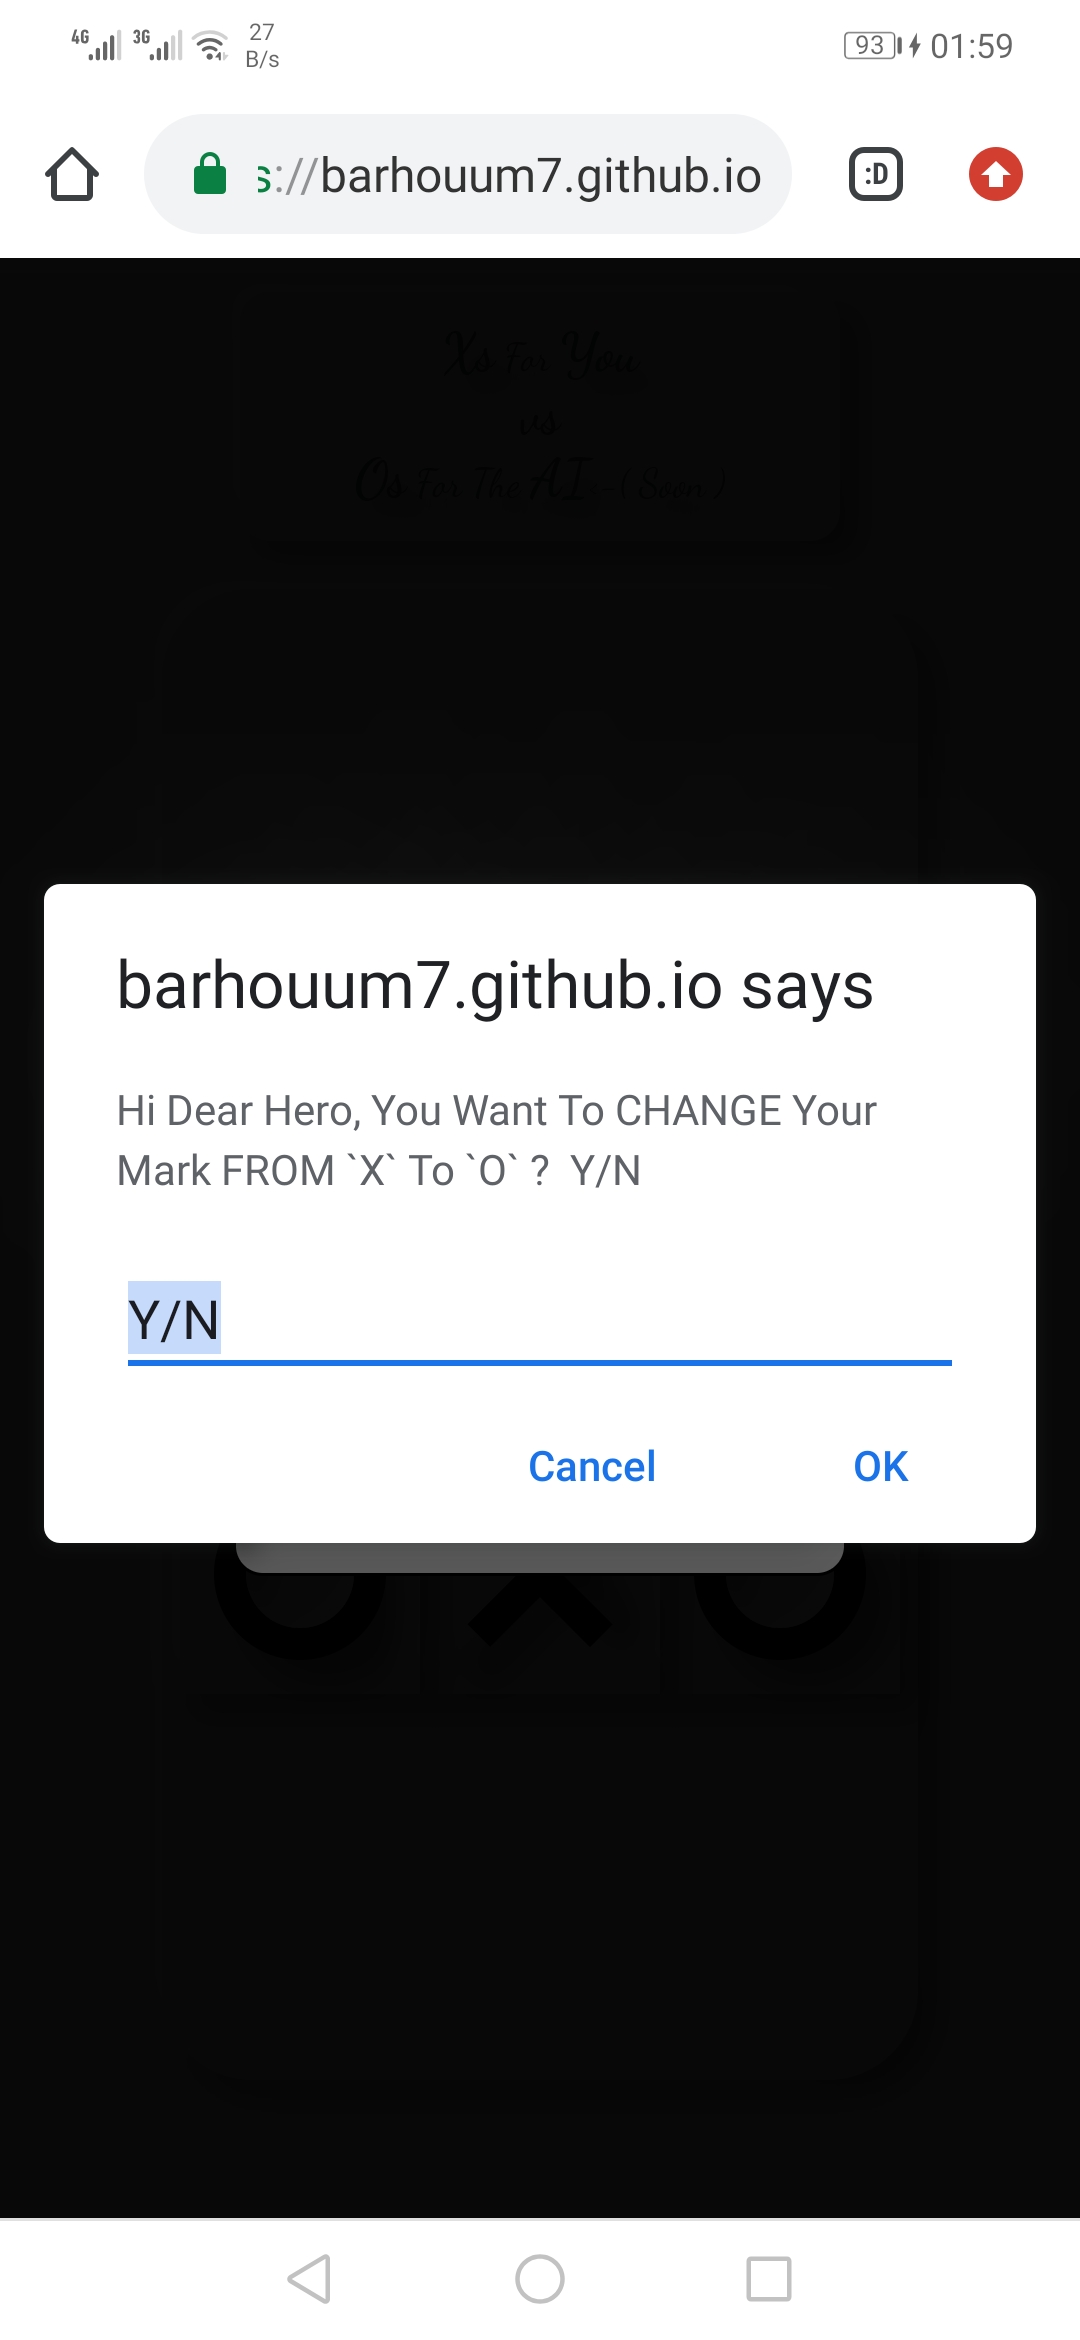 4G 3G 27 B/s 93 01:59
s://barhouum7.github.io :D
Xs For You
vs
Os For The AI :-( Soon )
barhouum7.github.io says
Hi Dear Hero, You Want To CHANGE Your
Mark FROM `X` To `O` ?  Y/N
Y/N
Cancel OK